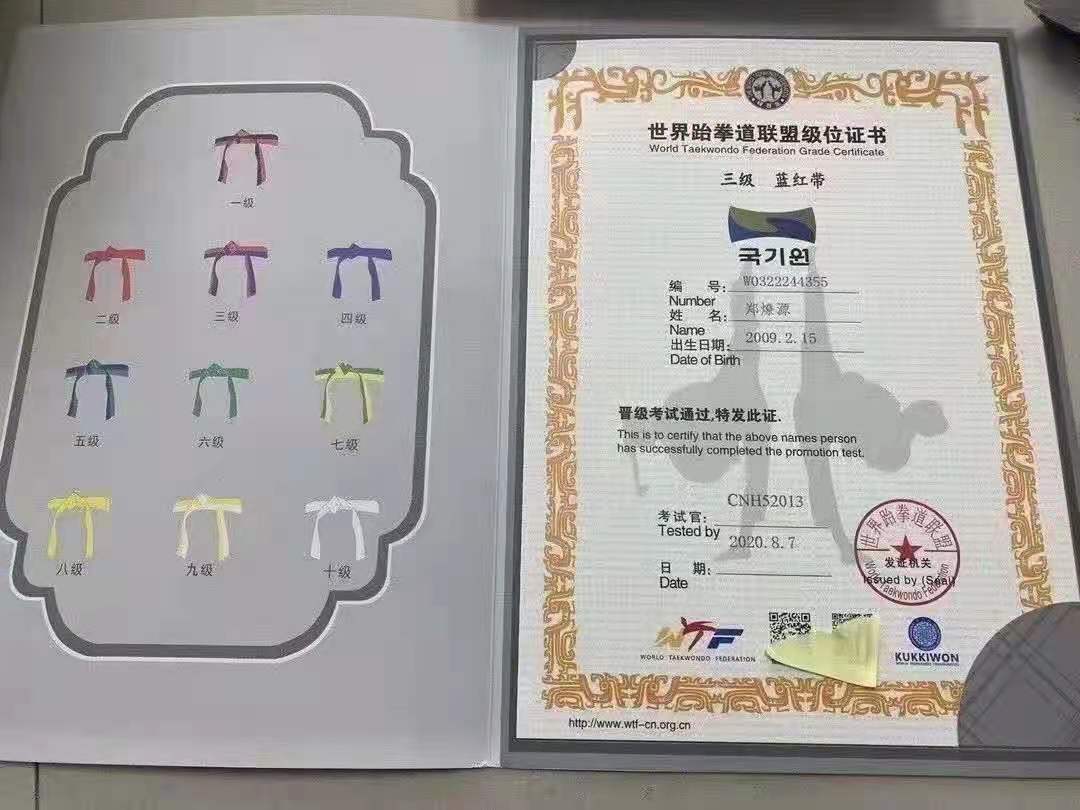 一级
二级
三级
四级
五级
六级
七级
八级
九级
十级
世界跆拳道联盟级位证书
World Taekwondo Federation Grade Certificate
三级 蓝红带
국기원
编 号: W0322244355
Number
姓 名: 郑燎源
Name
出生日期: 2009.2.15
Date of Birth
晋级考试通过,特发此证.
This is to certify that the above names person
has successfully completed the promotion test.
考试官: CNH52013
Tested by
2020.8.7
日 期:
Date
世界跆拳道联盟
发证机关
Issued by (Seal)
World Taekwondo Federation
WTF
WORLD TAEKWONDO FEDERATION
KUKKIWON
http://www.wtf-cn.org.cn